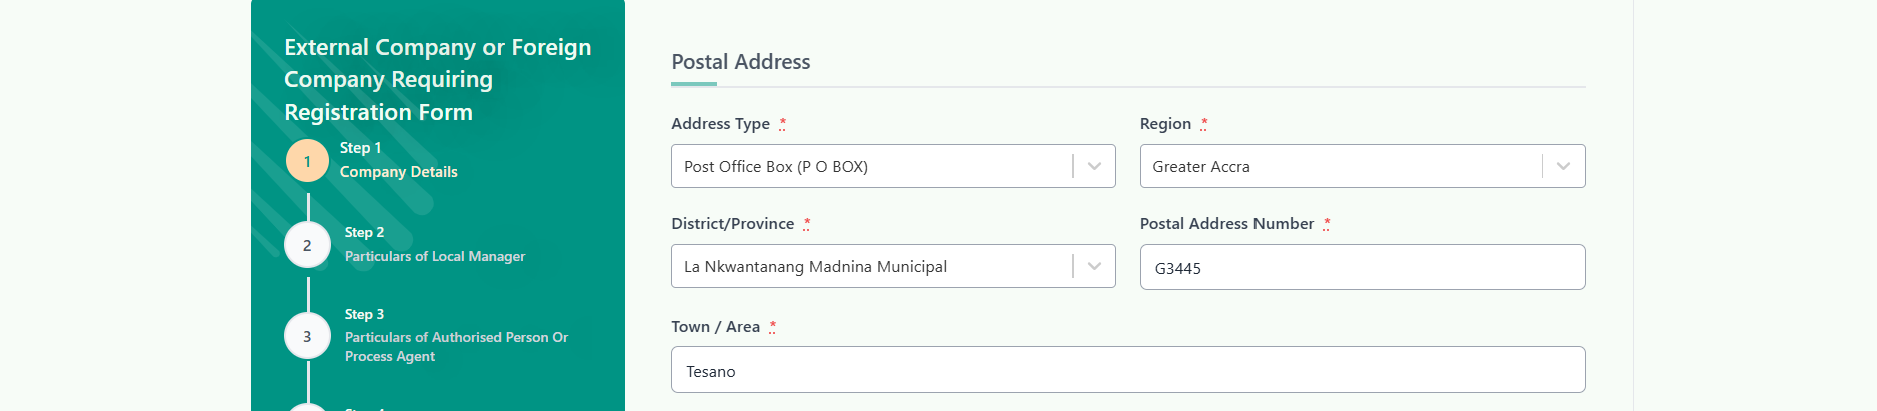 External Company or Foreign
Company Requiring
Registration Form
1
Step 1
Company Details
2
Step 2
Particulars of Local Manager
3
Step 3
Particulars of Authorised Person Or
Process Agent
Postal Address
Address Type *
Post Office Box (P O BOX)
Region *
Greater Accra
District/Province *
La Nkwantanang Madnina Municipal
Postal Address Number *
G3445
Town / Area *
Tesano